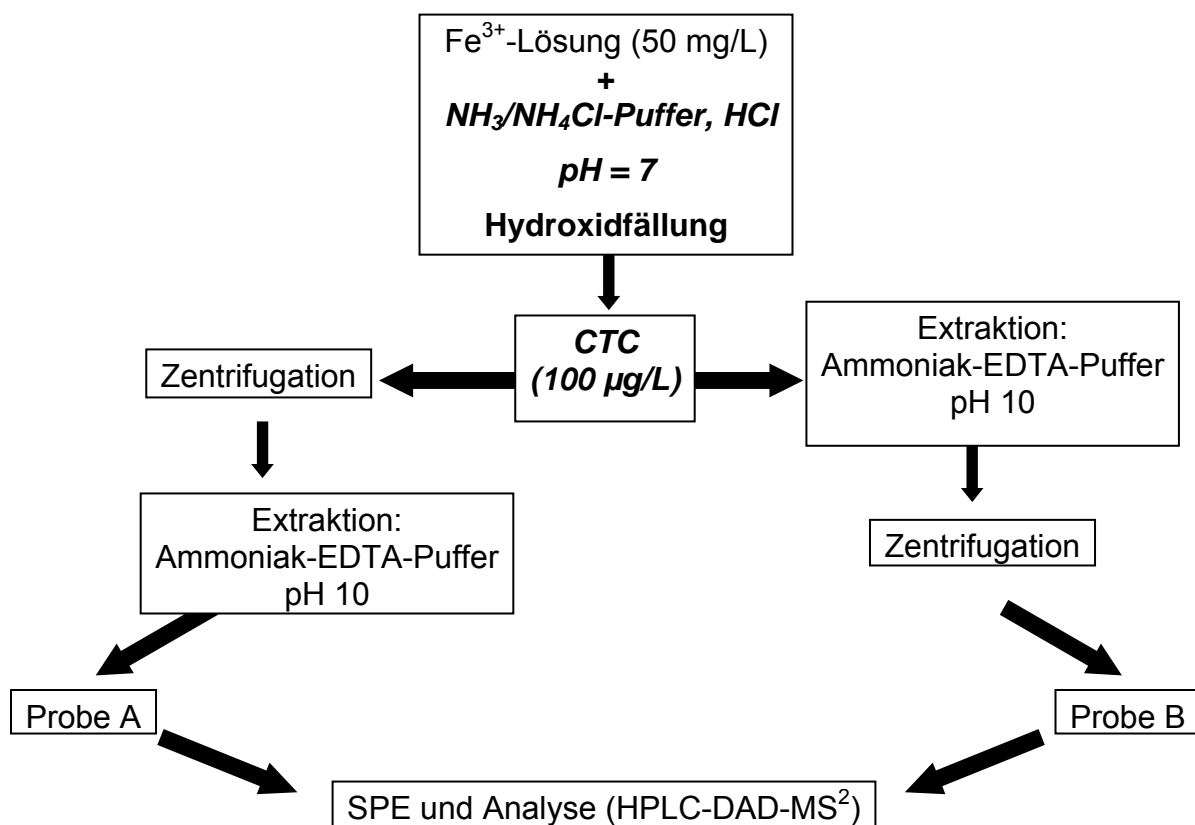 Fe³⁺-Lösung (50 mg/L)
+
NH₃/NH₄Cl-Puffer, HCl
pH = 7
Hydroxidfällung
CTC
(100 µg/L)
Zentrifugation
Extraktion:
Ammoniak-EDTA-Puffer
pH 10
Extraktion:
Ammoniak-EDTA-Puffer
pH 10
Zentrifugation
Probe A
Probe B
SPE und Analyse (HPLC-DAD-MS²)